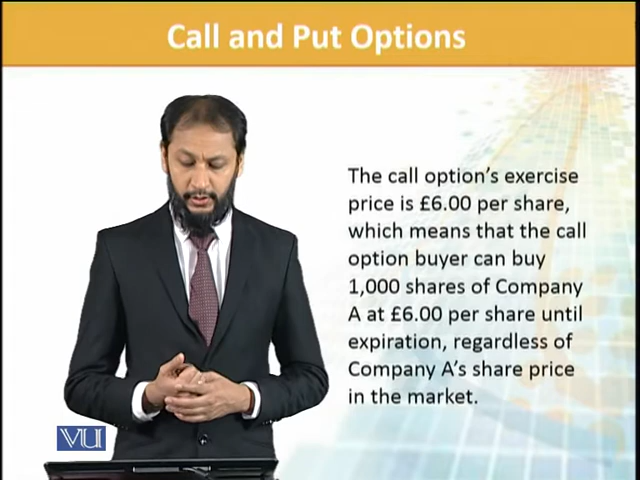 Call and Put Options
The call option's exercise
price is £6.00 per share,
which means that the call
option buyer can buy
1,000 shares of Company
A at £6.00 per share until
expiration, regardless of
Company A's share price
in the market.
VU